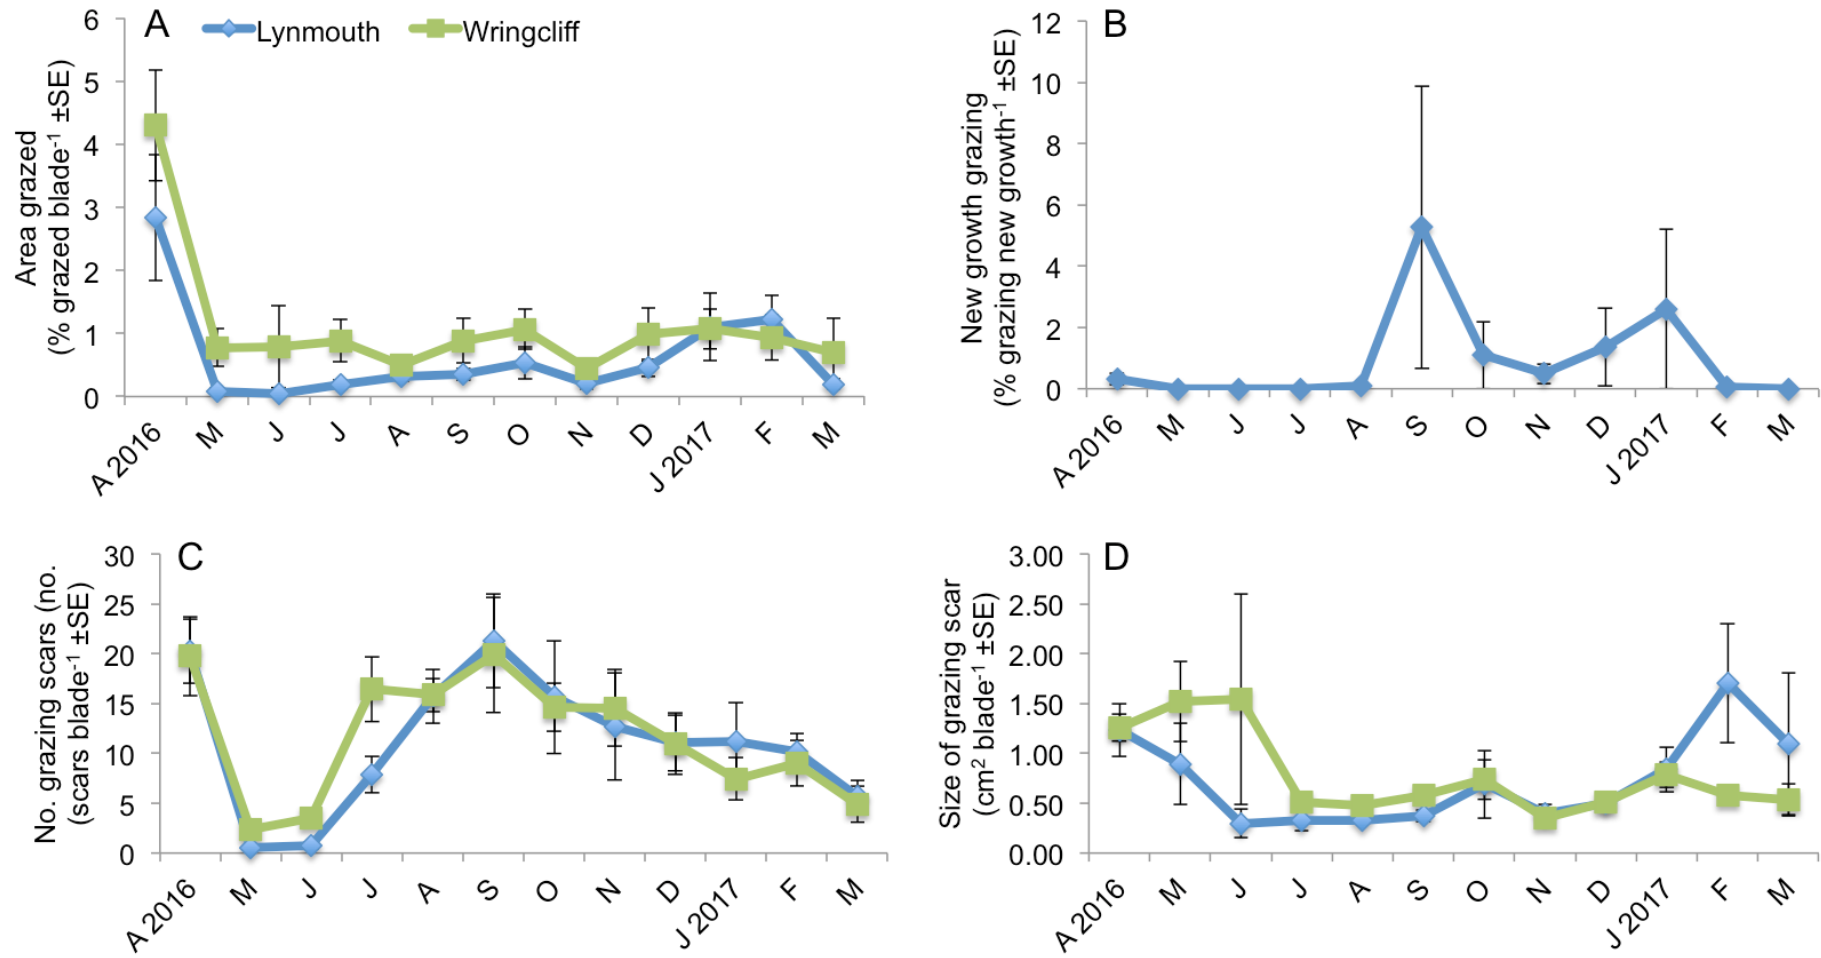 A
Lynmouth
Wringcliff
Area grazed
(% grazed blade-1 ±SE)
6
5
4
3
2
1
0
A 2016
M
J
J
A
S
O
N
D
J 2017
F
M
B
New growth grazing
(% grazing new growth-1 ±SE)
12
10
8
6
4
2
0
A 2016
M
J
J
A
S
O
N
D
J 2017
F
M
C
No. grazing scars (no.
scars blade-1 ±SE)
30
25
20
15
10
5
0
A 2016
M
J
J
A
S
O
N
D
J 2017
F
M
D
Size of grazing scar
(cm2 blade-1 ±SE)
3.00
2.50
2.00
1.50
1.00
0.50
0.00
A 2016
M
J
J
A
S
O
N
D
J 2017
F
M